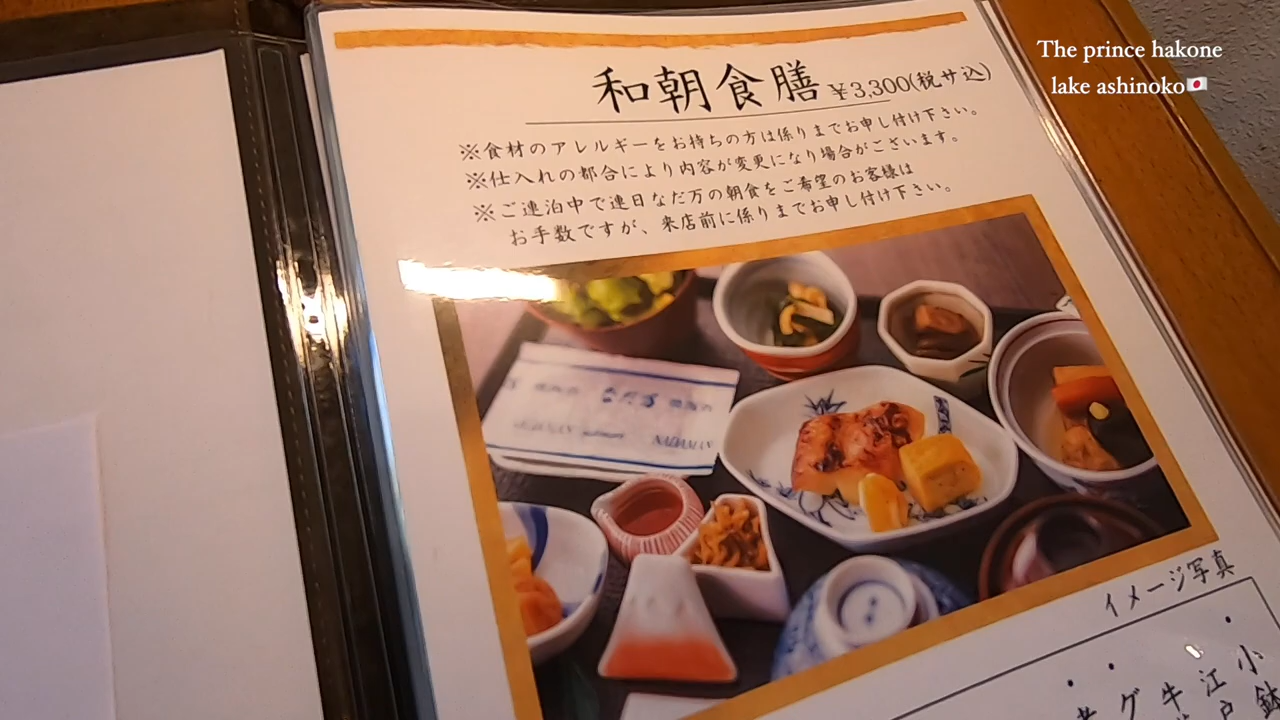 The prince hakone
lake ashinoko🇯🇵
和朝食膳 ¥3,300(税サ込)
※食材のアレルギーをお持ちの方は係りまでお申し付け下さい。
※仕入れの都合により内容が変更になり場合がございます。
※ご連泊中で連日なだ万の朝食をご希望のお客様は
お手数ですが、来店前に係りまでお申し付け下さい。
なだ万
NADAMAN
イメージ写真
小鉢
江戸
牛
グ